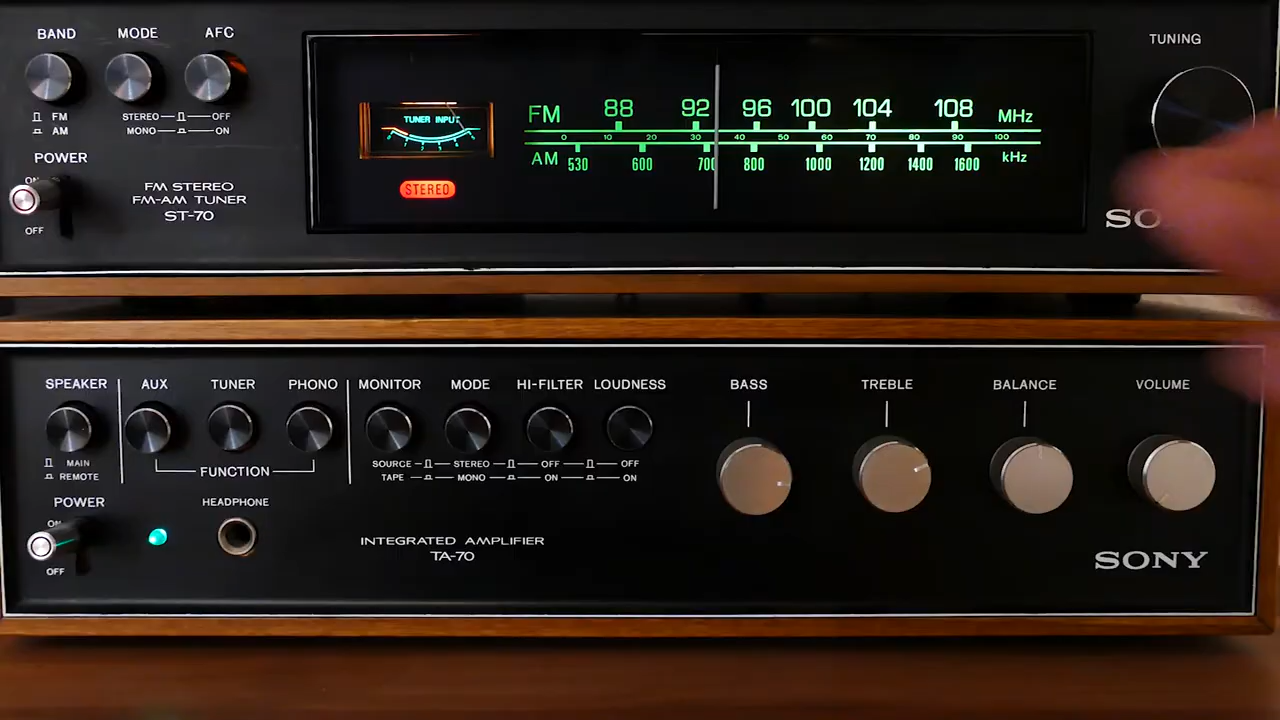 BAND MODE AFC TUNING
FM 88 92 96 100 104 108 MHz
TUNER INPUT
FM STEREO OFF
AM MONO ON
0 10 20 30 40 50 60 70 80 90 100
AM 530 600 700 800 1000 1200 1400 1600 kHz
POWER
ON
FM STEREO
FM-AM TUNER
ST-70
STEREO
OFF
SPEAKER AUX TUNER PHONO MONITOR MODE HI-FILTER LOUDNESS BASS TREBLE BALANCE VOLUME
MAIN SOURCE STEREO OFF OFF
REMOTE FUNCTION TAPE MONO ON ON
POWER HEADPHONE
ON
INTEGRATED AMPLIFIER
TA-70
OFF
SONY